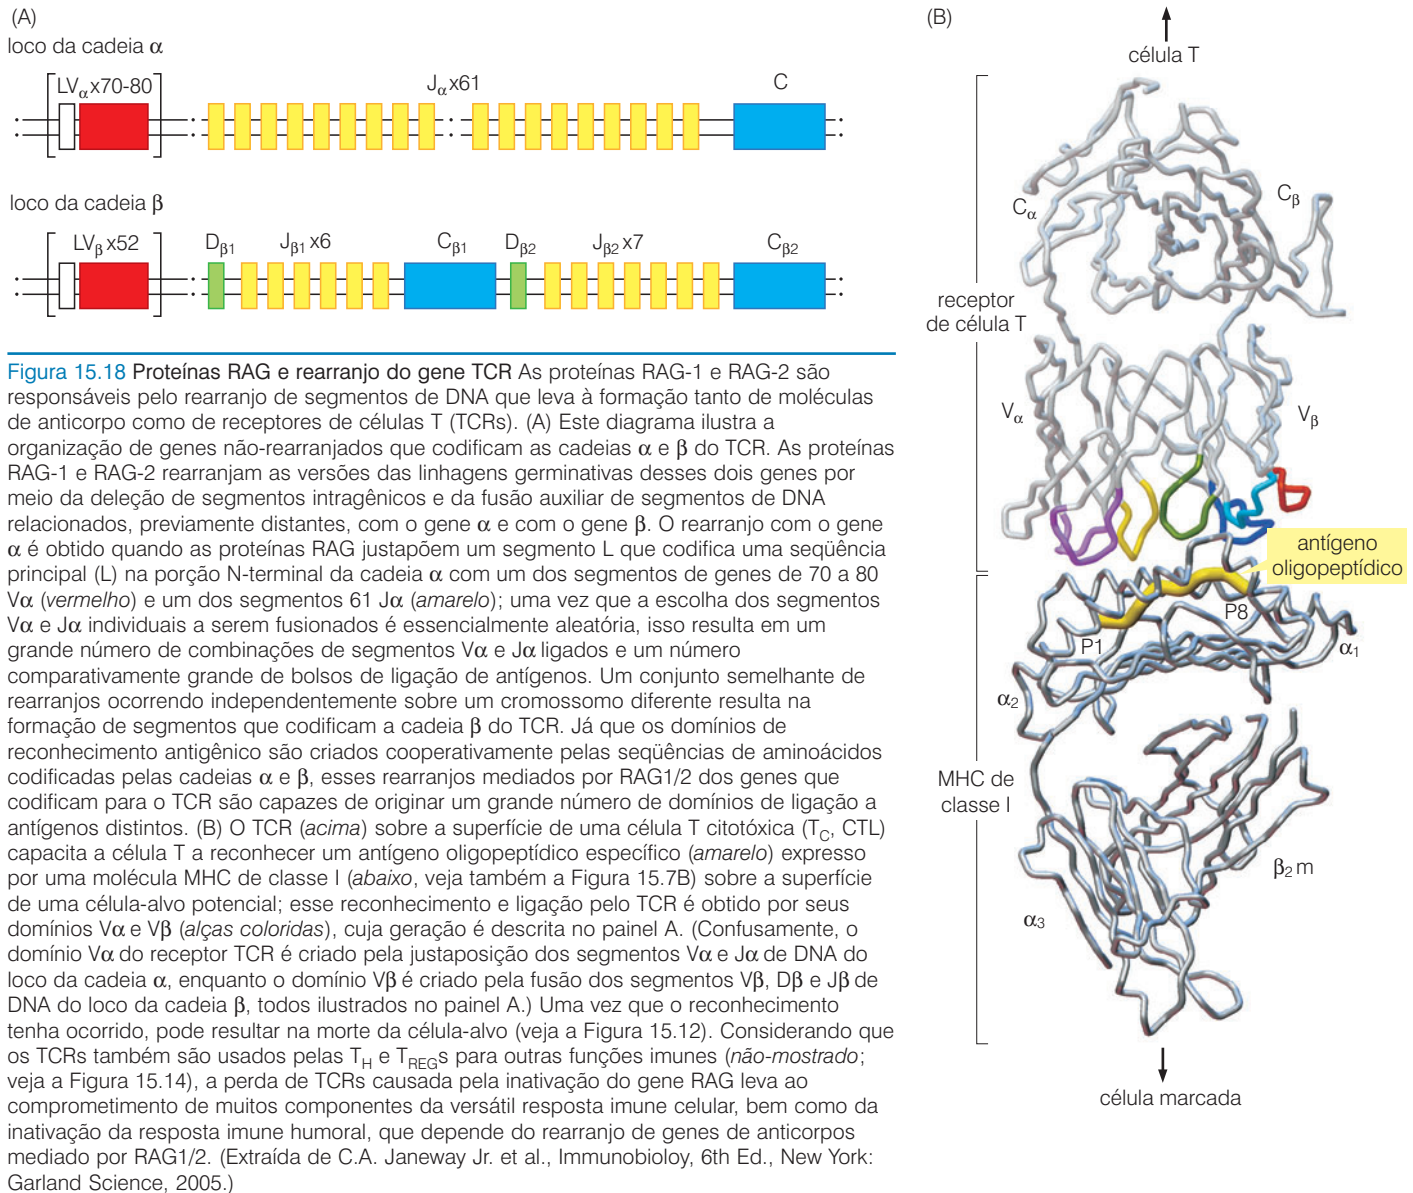 (A)
loco da cadeia α
LVα x70-80
Jα x61
C
loco da cadeia β
LVβ x52
Dβ1
Jβ1 x6
Cβ1
Dβ2
Jβ2 x7
Cβ2
Figura 15.18 Proteínas RAG e rearranjo do gene TCR As proteínas RAG-1 e RAG-2 são
responsáveis pelo rearranjo de segmentos de DNA que leva à formação tanto de moléculas
de anticorpo como de receptores de células T (TCRs). (A) Este diagrama ilustra a
organização de genes não-rearranjados que codificam as cadeias α e β do TCR. As proteínas
RAG-1 e RAG-2 rearranjam as versões das linhagens germinativas desses dois genes por
meio da deleção de segmentos intragênicos e da fusão auxiliar de segmentos de DNA
relacionados, previamente distantes, com o gene α e com o gene β. O rearranjo com o gene
α é obtido quando as proteínas RAG justapõem um segmento L que codifica uma seqüência
principal (L) na porção N-terminal da cadeia α com um dos segmentos de genes de 70 a 80
Vα (vermelho) e um dos segmentos 61 Jα (amarelo); uma vez que a escolha dos segmentos
Vα e Jα individuais a serem fusionados é essencialmente aleatória, isso resulta em um
grande número de combinações de segmentos Vα e Jα ligados e um número
comparativamente grande de bolsos de ligação de antígenos. Um conjunto semelhante de
rearranjos ocorrendo independentemente sobre um cromossomo diferente resulta na
formação de segmentos que codificam a cadeia β do TCR. Já que os domínios de
reconhecimento antigênico são criados cooperativamente pelas seqüências de aminoácidos
codificadas pelas cadeias α e β, esses rearranjos mediados por RAG1/2 dos genes que
codificam para o TCR são capazes de originar um grande número de domínios de ligação a
antígenos distintos. (B) O TCR (acima) sobre a superfície de uma célula T citotóxica (TC, CTL)
capacita a célula T a reconhecer um antígeno oligopeptídico específico (amarelo) expresso
por uma molécula MHC de classe I (abaixo, veja também a Figura 15.7B) sobre a superfície
de uma célula-alvo potencial; esse reconhecimento e ligação pelo TCR é obtido por seus
domínios Vα e Vβ (alças coloridas), cuja geração é descrita no painel A. (Confusamente, o
domínio Vα do receptor TCR é criado pela justaposição dos segmentos Vα e Jα de DNA do
loco da cadeia α, enquanto o domínio Vβ é criado pela fusão dos segmentos Vβ, Dβ e Jβ de
DNA do loco da cadeia β, todos ilustrados no painel A.) Uma vez que o reconhecimento
tenha ocorrido, pode resultar na morte da célula-alvo (veja a Figura 15.12). Considerando que
os TCRs também são usados pelas TH e TREGs para outras funções imunes (não-mostrado;
veja a Figura 15.14), a perda de TCRs causada pela inativação do gene RAG leva ao
comprometimento de muitos componentes da versátil resposta imune celular, bem como da
inativação da resposta imune humoral, que depende do rearranjo de genes de anticorpos
mediado por RAG1/2. (Extraída de C.A. Janeway Jr. et al., Immunobioloy, 6th Ed., New York:
Garland Science, 2005.)
(B)
célula T
Cα
Cβ
receptor
de célula T
Vα
Vβ
antígeno
oligopeptídico
P1
P8
α1
α2
MHC de
classe I
β2 m
α3
célula marcada